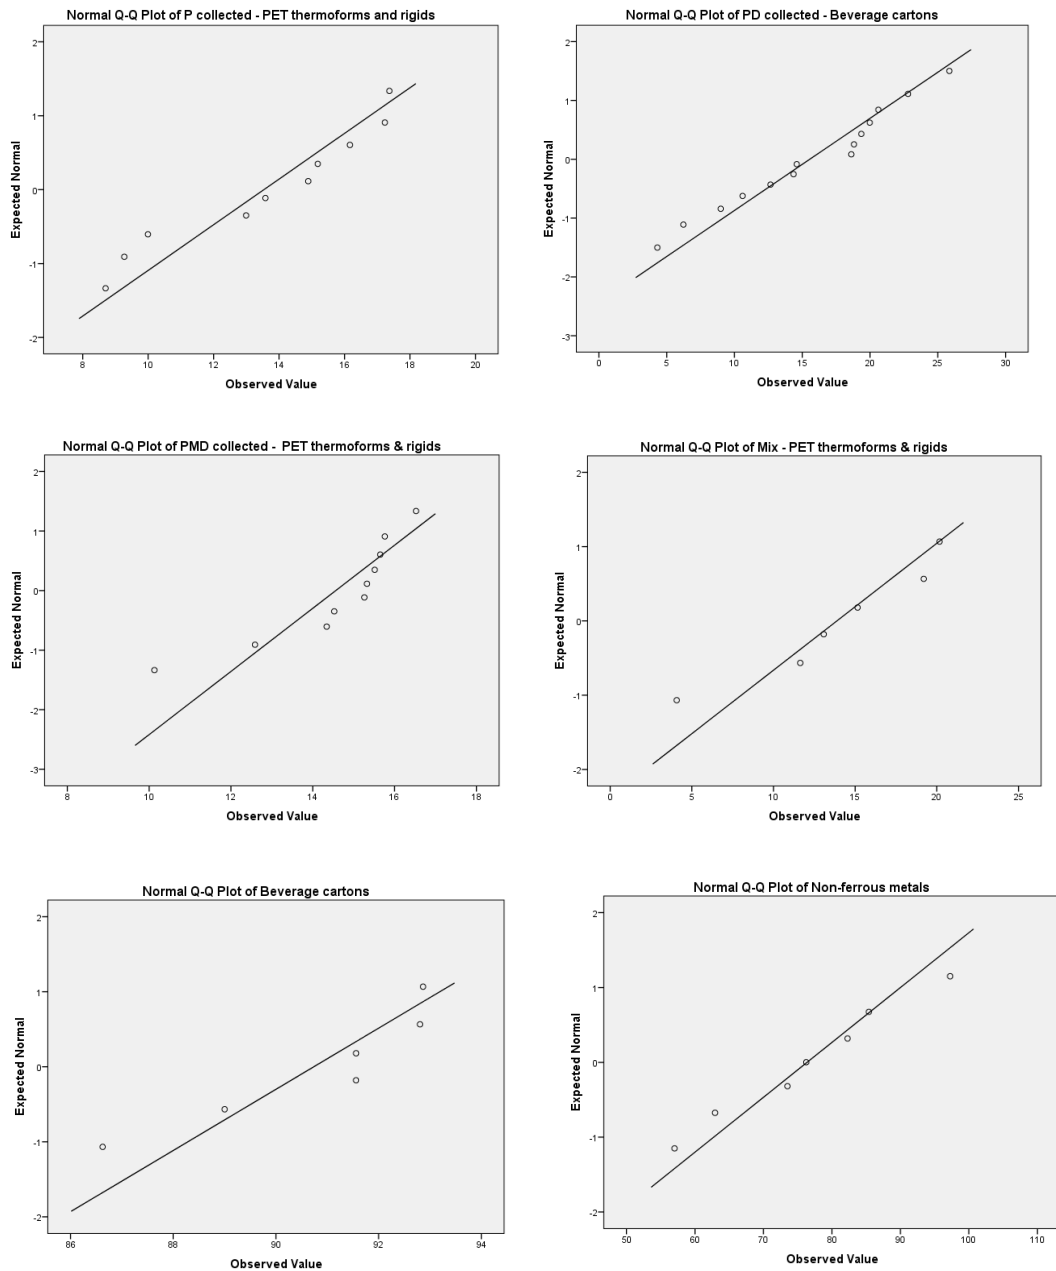 Normal Q-Q Plot of P collected - PET thermoforms and rigids
2
1
0
-1
-2
Expected Normal
8 10 12 14 16 18 20
Observed Value
Normal Q-Q Plot of PD collected - Beverage cartons
2
1
0
-1
-2
-3
Expected Normal
0 5 10 15 20 25 30
Observed Value
Normal Q-Q Plot of PMD collected - PET thermoforms & rigids
2
1
0
-1
-2
-3
Expected Normal
8 10 12 14 16 18
Observed Value
Normal Q-Q Plot of Mix - PET thermoforms & rigids
2
1
0
-1
-2
Expected Normal
0 5 10 15 20 25
Observed Value
Normal Q-Q Plot of Beverage cartons
2
1
0
-1
-2
Expected Normal
86 88 90 92 94
Observed Value
Normal Q-Q Plot of Non-ferrous metals
2
1
0
-1
-2
Expected Normal
50 60 70 80 90 100 110
Observed Value